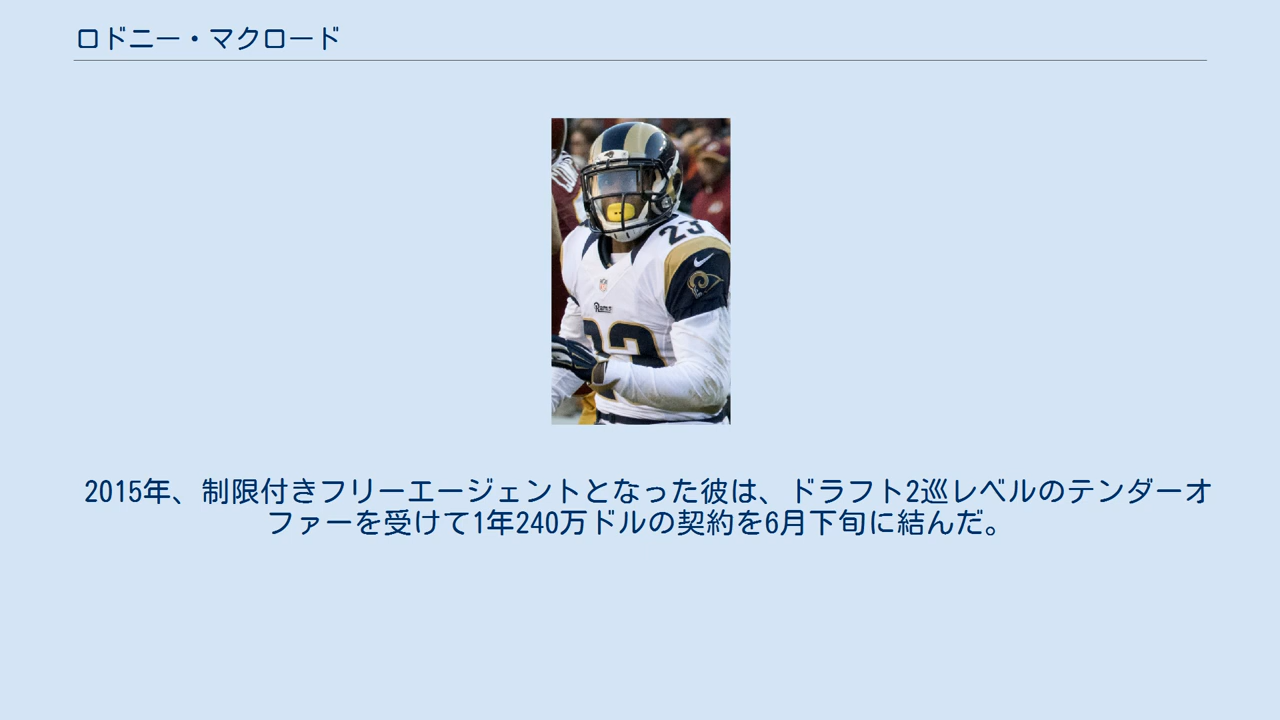 ロドニー・マクロード
23
Rams
23
2015年、制限付きフリーエージェントとなった彼は、ドラフト2巡レベルのテンダーオ
ファーを受けて1年240万ドルの契約を6月下旬に結んだ。